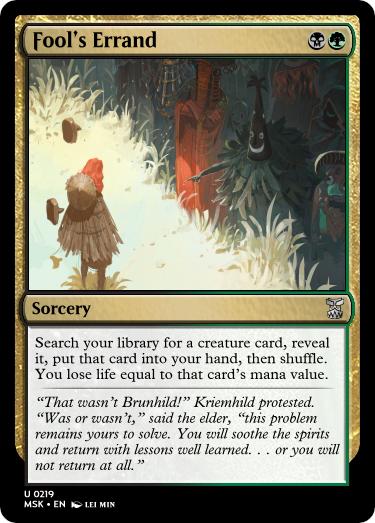 Fool's Errand
Sorcery
Search your library for a creature card, reveal
it, put that card into your hand, then shuffle.
You lose life equal to that card's mana value.
“That wasn't Brunhild!” Kriemhild protested.
“Was or wasn't,” said the elder, “this problem
remains yours to solve. You will soothe the spirits
and return with lessons well learned. . . or you will
not return at all.”
U 0219
MSK • EN LEI MIN